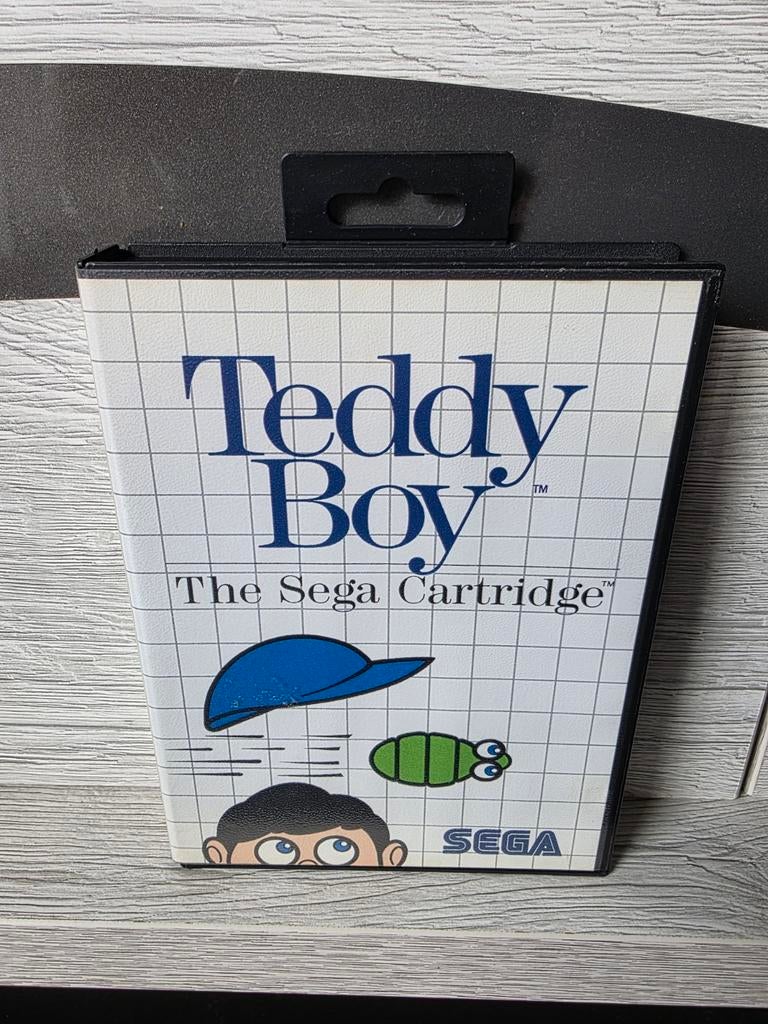 Teddy
Boy™
The Sega Cartridge™
SEGA